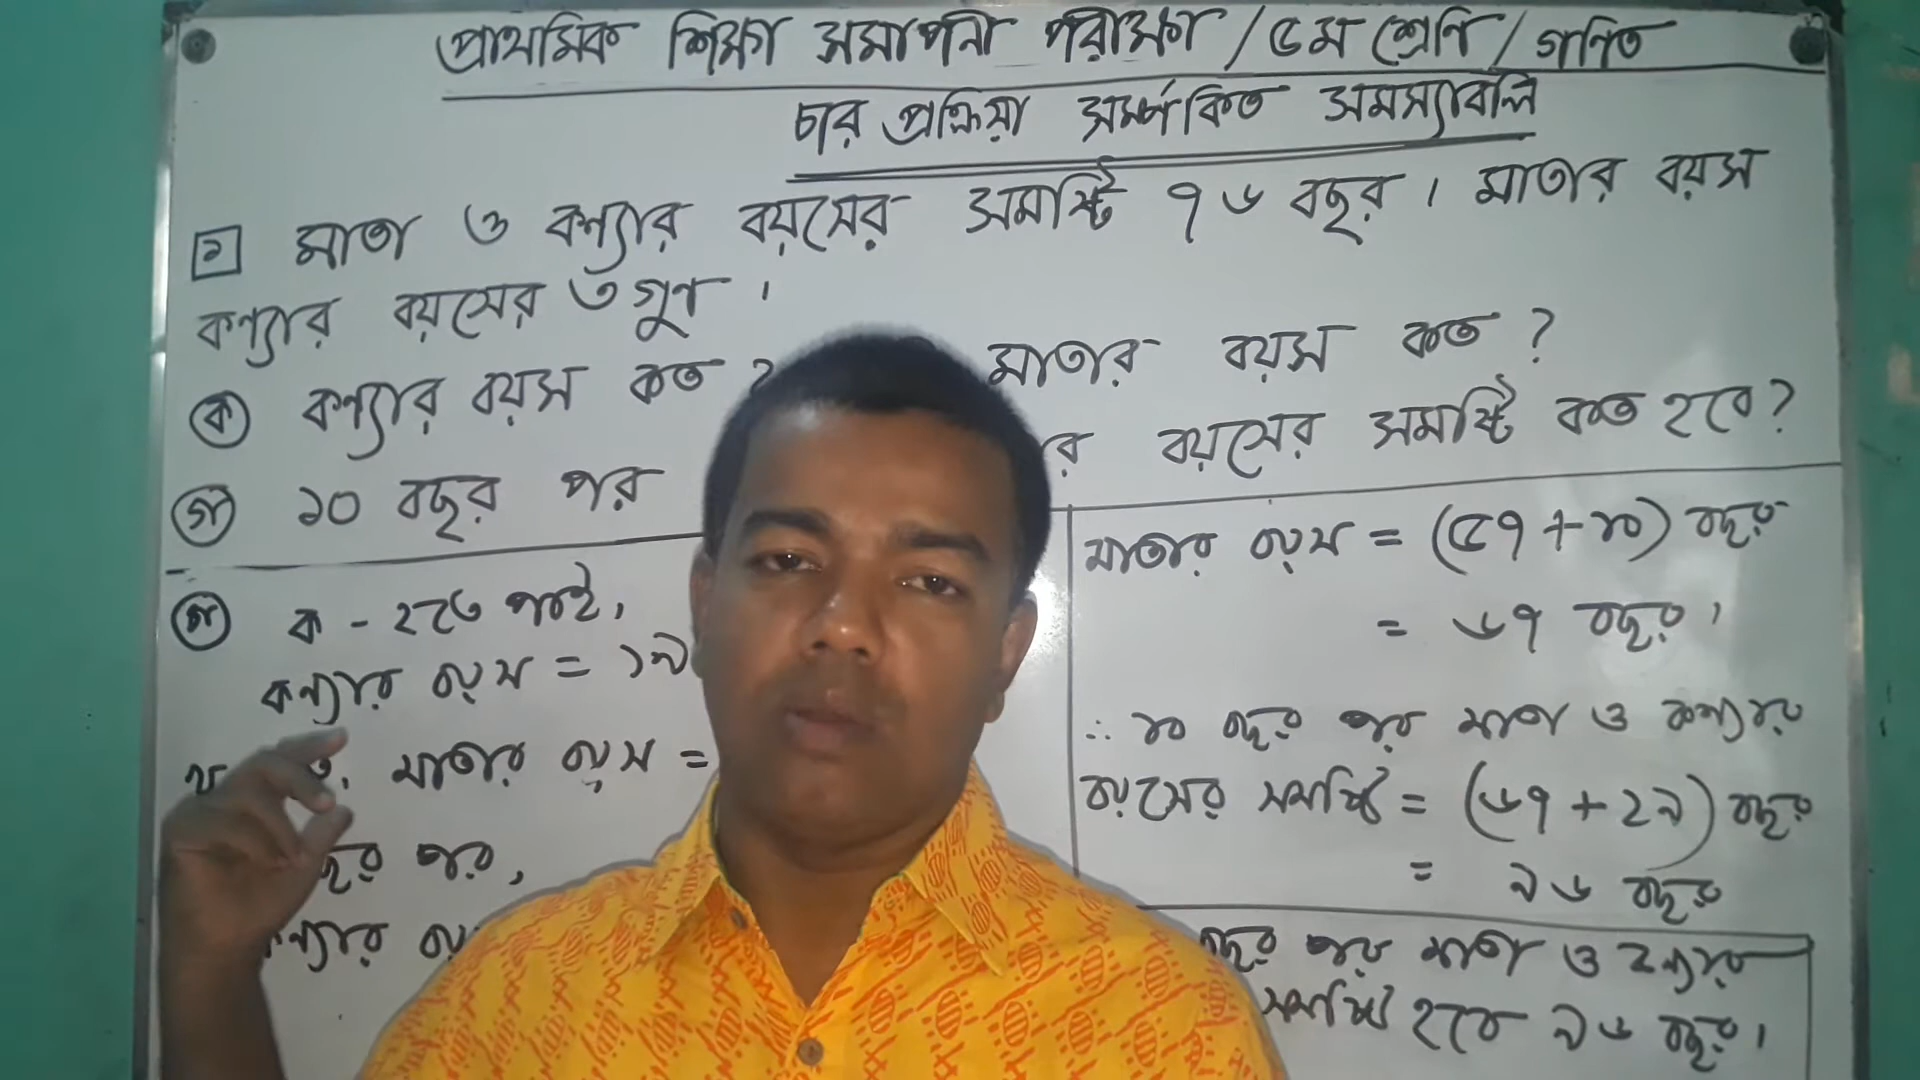 প্রাথমিক শিক্ষা সমাপনী পরীক্ষা / ৫ম শ্রেণি / গণিত
চার প্রক্রিয়া সম্পর্কিত সমস্যাবলি
১ মাতা ও কন্যার বয়সের সমষ্টি ৭৬ বছর । মাতার বয়স
কন্যার বয়সের ৩ গুণ ।
ক কন্যার বয়স কত ? মাতার বয়স কত ?
গ ১০ বছর পর র বয়সের সমষ্টি কত হবে ?
গ ক - হতে পাই,
কন্যার বয়স = ১৯
মাতার বয়স =
ছর পর,
ন্যার
মাতার বয়স = (৫৭ + ১০) বছর
= ৬৭ বছর ।
∴ ১০ বছর পর মাতা ও কন্যার
বয়সের সমষ্টি = (৬৭ + ২৯) বছর
= ৯৬ বছর
ছর পর মাতা ও কন্যার
সমষ্টি হবে ৯৬ বছর ।